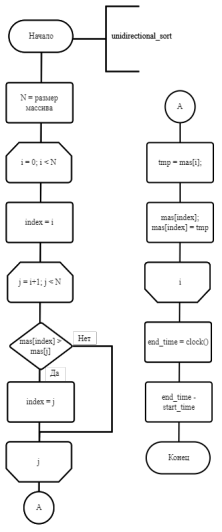 Начало
unidirectional_sort
N = размер
массива
i = 0; i < N
index = i
j = i+1; j < N
mas[index] >
mas[j]
Нет
Да
index = j
j
A
A
tmp = mas[i];
mas[index];
mas[index] = tmp
i
end_time = clock()
end_time -
start_time
Конец